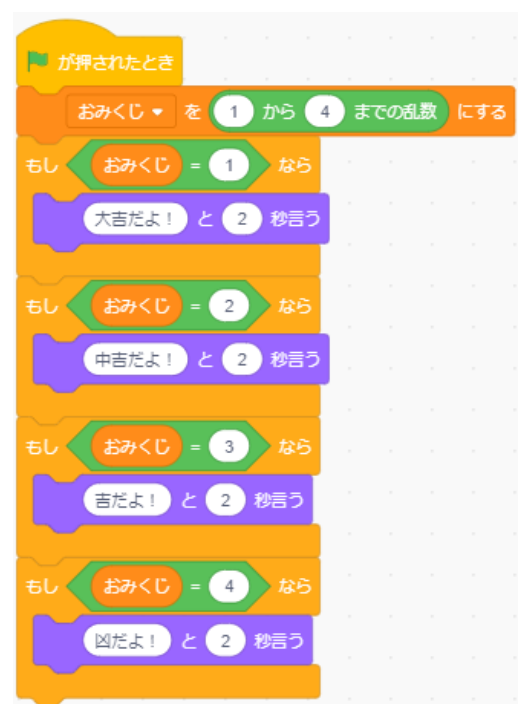 が押されたとき
おみくじ を 1 から 4 までの乱数 にする
もし おみくじ = 1 なら
大吉だよ! と 2 秒言う
もし おみくじ = 2 なら
中吉だよ! と 2 秒言う
もし おみくじ = 3 なら
吉だよ! と 2 秒言う
もし おみくじ = 4 なら
凶だよ! と 2 秒言う